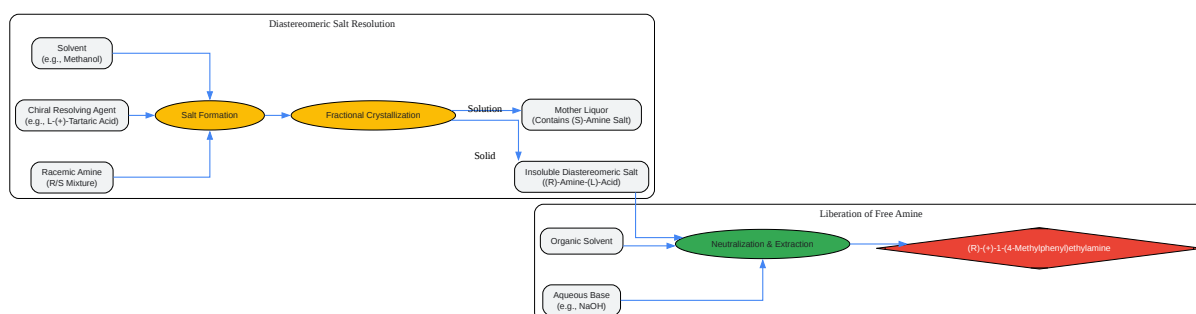 Diastereomeric Salt Resolution
Solvent
(e.g., Methanol)
Chiral Resolving Agent
(e.g., L-(+)-Tartaric Acid)
Salt Formation
Fractional Crystallization
Solution
Mother Liquor
(Contains (S)-Amine Salt)
Racemic Amine
(R/S Mixture)
Solid
Insoluble Diastereomeric Salt
((R)-Amine-(L)-Acid)
Liberation of Free Amine
Organic Solvent
Neutralization & Extraction
(R)-(+)-1-(4-Methylphenyl)ethylamine
Aqueous Base
(e.g., NaOH)